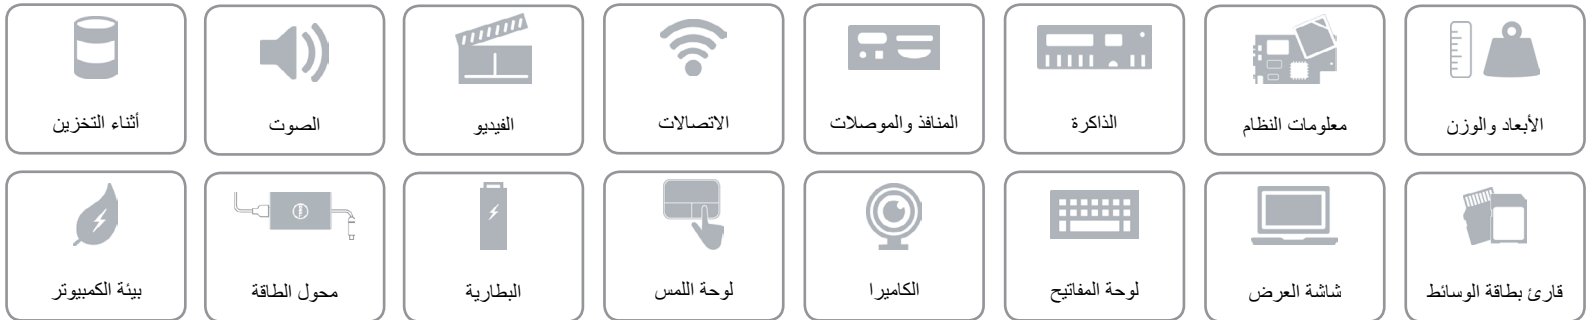 الأبعاد والوزن
معلومات النظام
الذاكرة
المنافذ والموصلات
الاتصالات
الفيديو
الصوت
أثناء التخزين
قارئ بطاقة الوسائط
شاشة العرض
لوحة المفاتيح
الكاميرا
لوحة اللمس
البطارية
محول الطاقة
بيئة الكمبيوتر